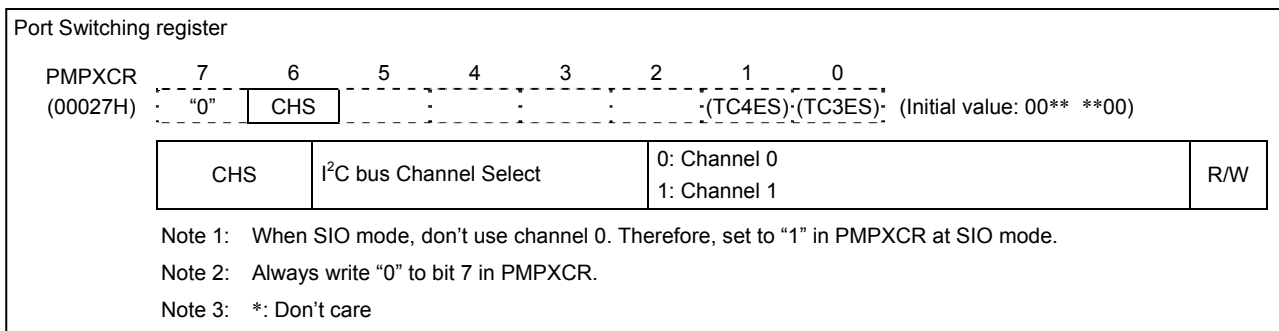 Port Switching register
PMPXCR 7 6 5 4 3 2 1 0
(00027H) “0” CHS (TC4ES) (TC3ES) (Initial value: 00** **00)
CHS I²C bus Channel Select 0: Channel 0 R/W
1: Channel 1
Note 1: When SIO mode, don’t use channel 0. Therefore, set to “1” in PMPXCR at SIO mode.
Note 2: Always write “0” to bit 7 in PMPXCR.
Note 3: *: Don’t care